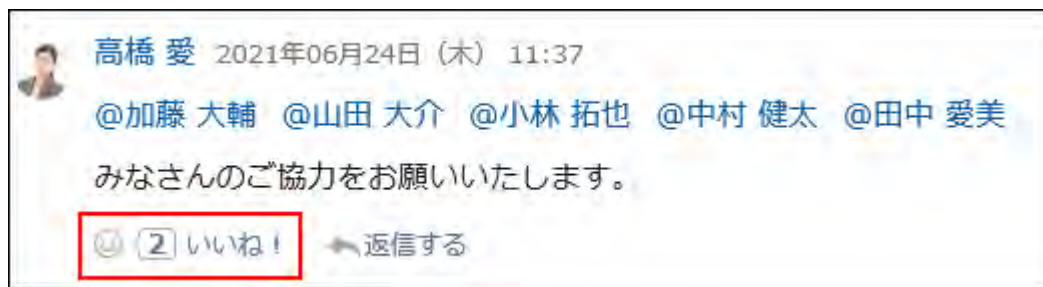 高橋 愛 2021年06月24日（木） 11:37
@加藤 大輔 @山田 大介 @小林 拓也 @中村 健太 @田中 愛美
みなさんのご協力をお願いいたします。
2 いいね！ 返信する